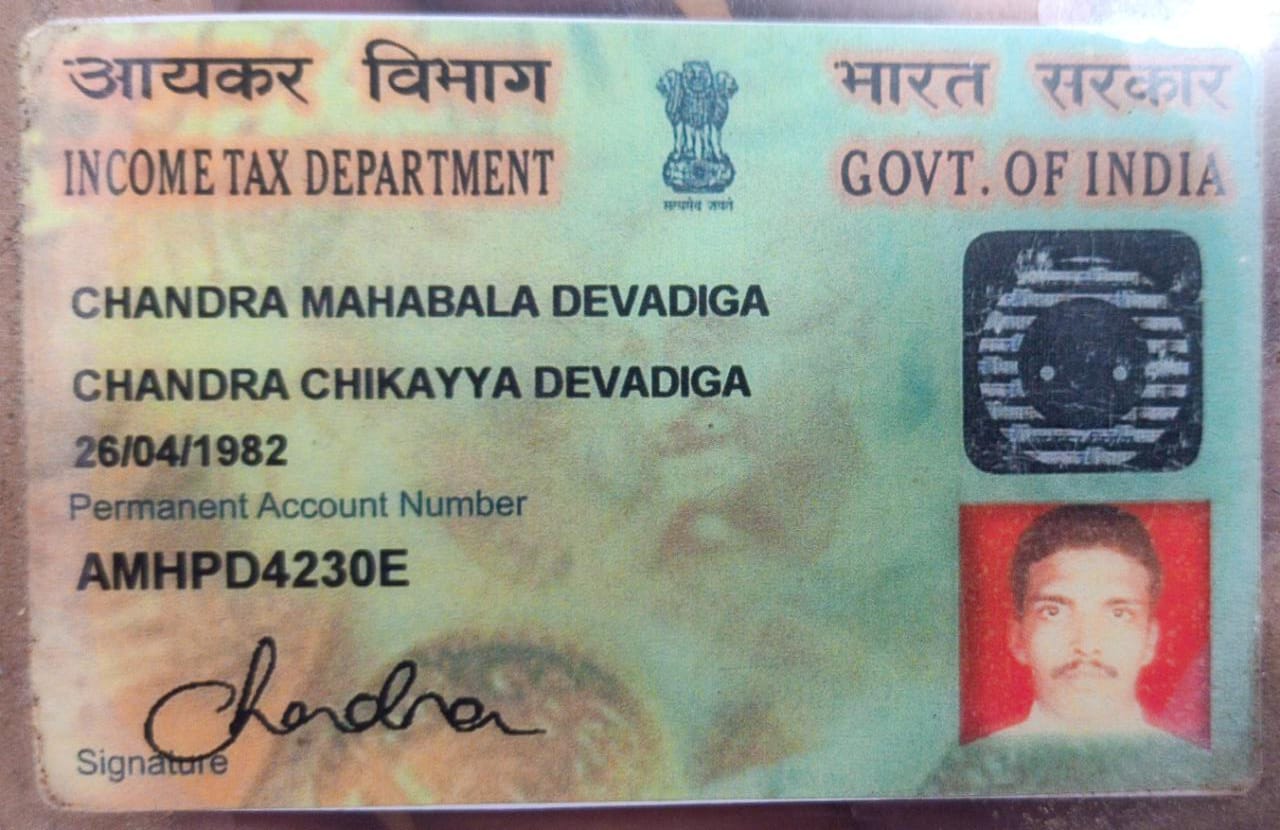 आयकर विभाग
भारत सरकार
INCOME TAX DEPARTMENT
GOVT. OF INDIA
सत्यमेव जयते
CHANDRA MAHABALA DEVADIGA
CHANDRA CHIKAYYA DEVADIGA
26/04/1982
Permanent Account Number
AMHPD4230E
Chandra
Signature